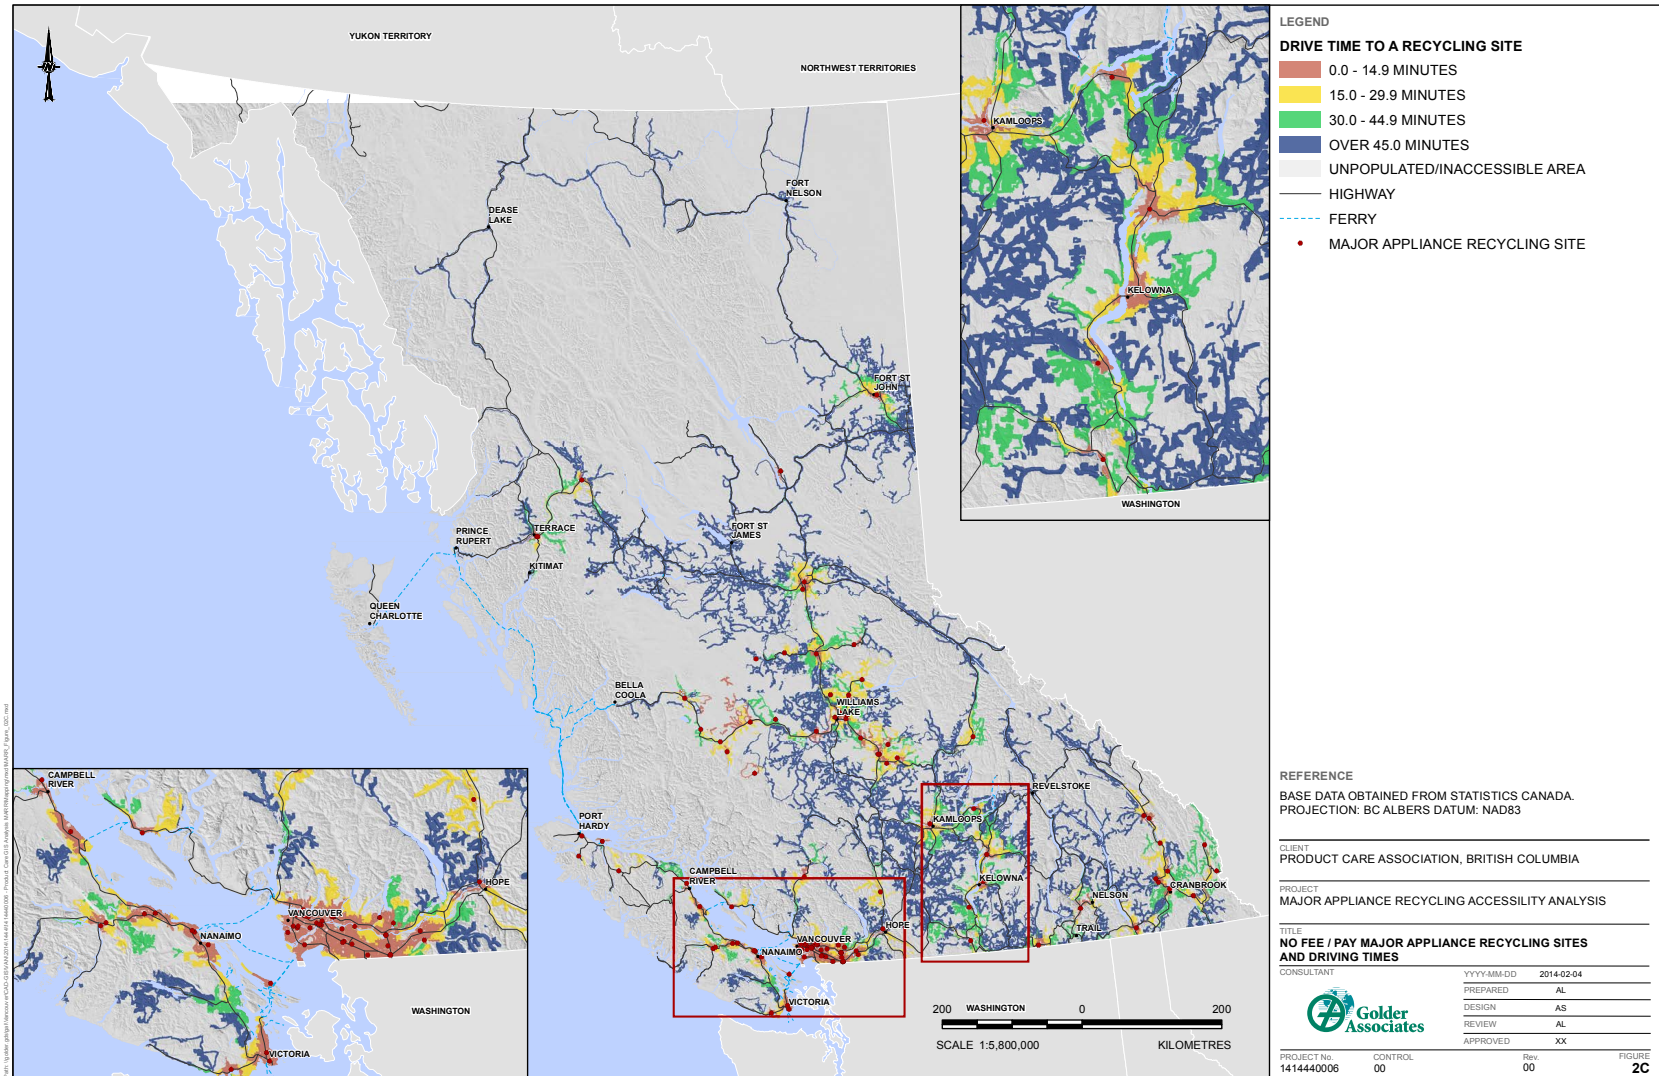 YUKON TERRITORY
NORTHWEST TERRITORIES
FORT
NELSON
DEASE
LAKE
FORT ST
JOHN
PRINCE
RUPERT
TERRACE
KITIMAT
FORT ST
JAMES
QUEEN
CHARLOTTE
BELLA
COOLA
WILLIAMS
LAKE
PORT
HARDY
REVELSTOKE
KAMLOOPS
KELOWNA
NELSON
CRANBROOK
TRAIL
CAMPBELL
RIVER
HOPE
VANCOUVER
NANAIMO
VICTORIA
200
WASHINGTON
0
200
SCALE 1:5,800,000
KILOMETRES
KAMLOOPS
KELOWNA
WASHINGTON
CAMPBELL
RIVER
HOPE
VANCOUVER
NANAIMO
WASHINGTON
VICTORIA
LEGEND
DRIVE TIME TO A RECYCLING SITE
0.0 - 14.9 MINUTES
15.0 - 29.9 MINUTES
30.0 - 44.9 MINUTES
OVER 45.0 MINUTES
UNPOPULATED/INACCESSIBLE AREA
HIGHWAY
FERRY
MAJOR APPLIANCE RECYCLING SITE
REFERENCE
BASE DATA OBTAINED FROM STATISTICS CANADA.
PROJECTION: BC ALBERS DATUM: NAD83
CLIENT
PRODUCT CARE ASSOCIATION, BRITISH COLUMBIA
PROJECT
MAJOR APPLIANCE RECYCLING ACCESSIBILITY ANALYSIS
TITLE
NO FEE / PAY MAJOR APPLIANCE RECYCLING SITES
AND DRIVING TIMES
CONSULTANT
Golder
Associates
YYYY-MM-DD 2014-02-04
PREPARED AL
DESIGN AS
REVIEW AL
APPROVED XX
PROJECT No. CONTROL Rev. FIGURE
1414440006 00 00 2C